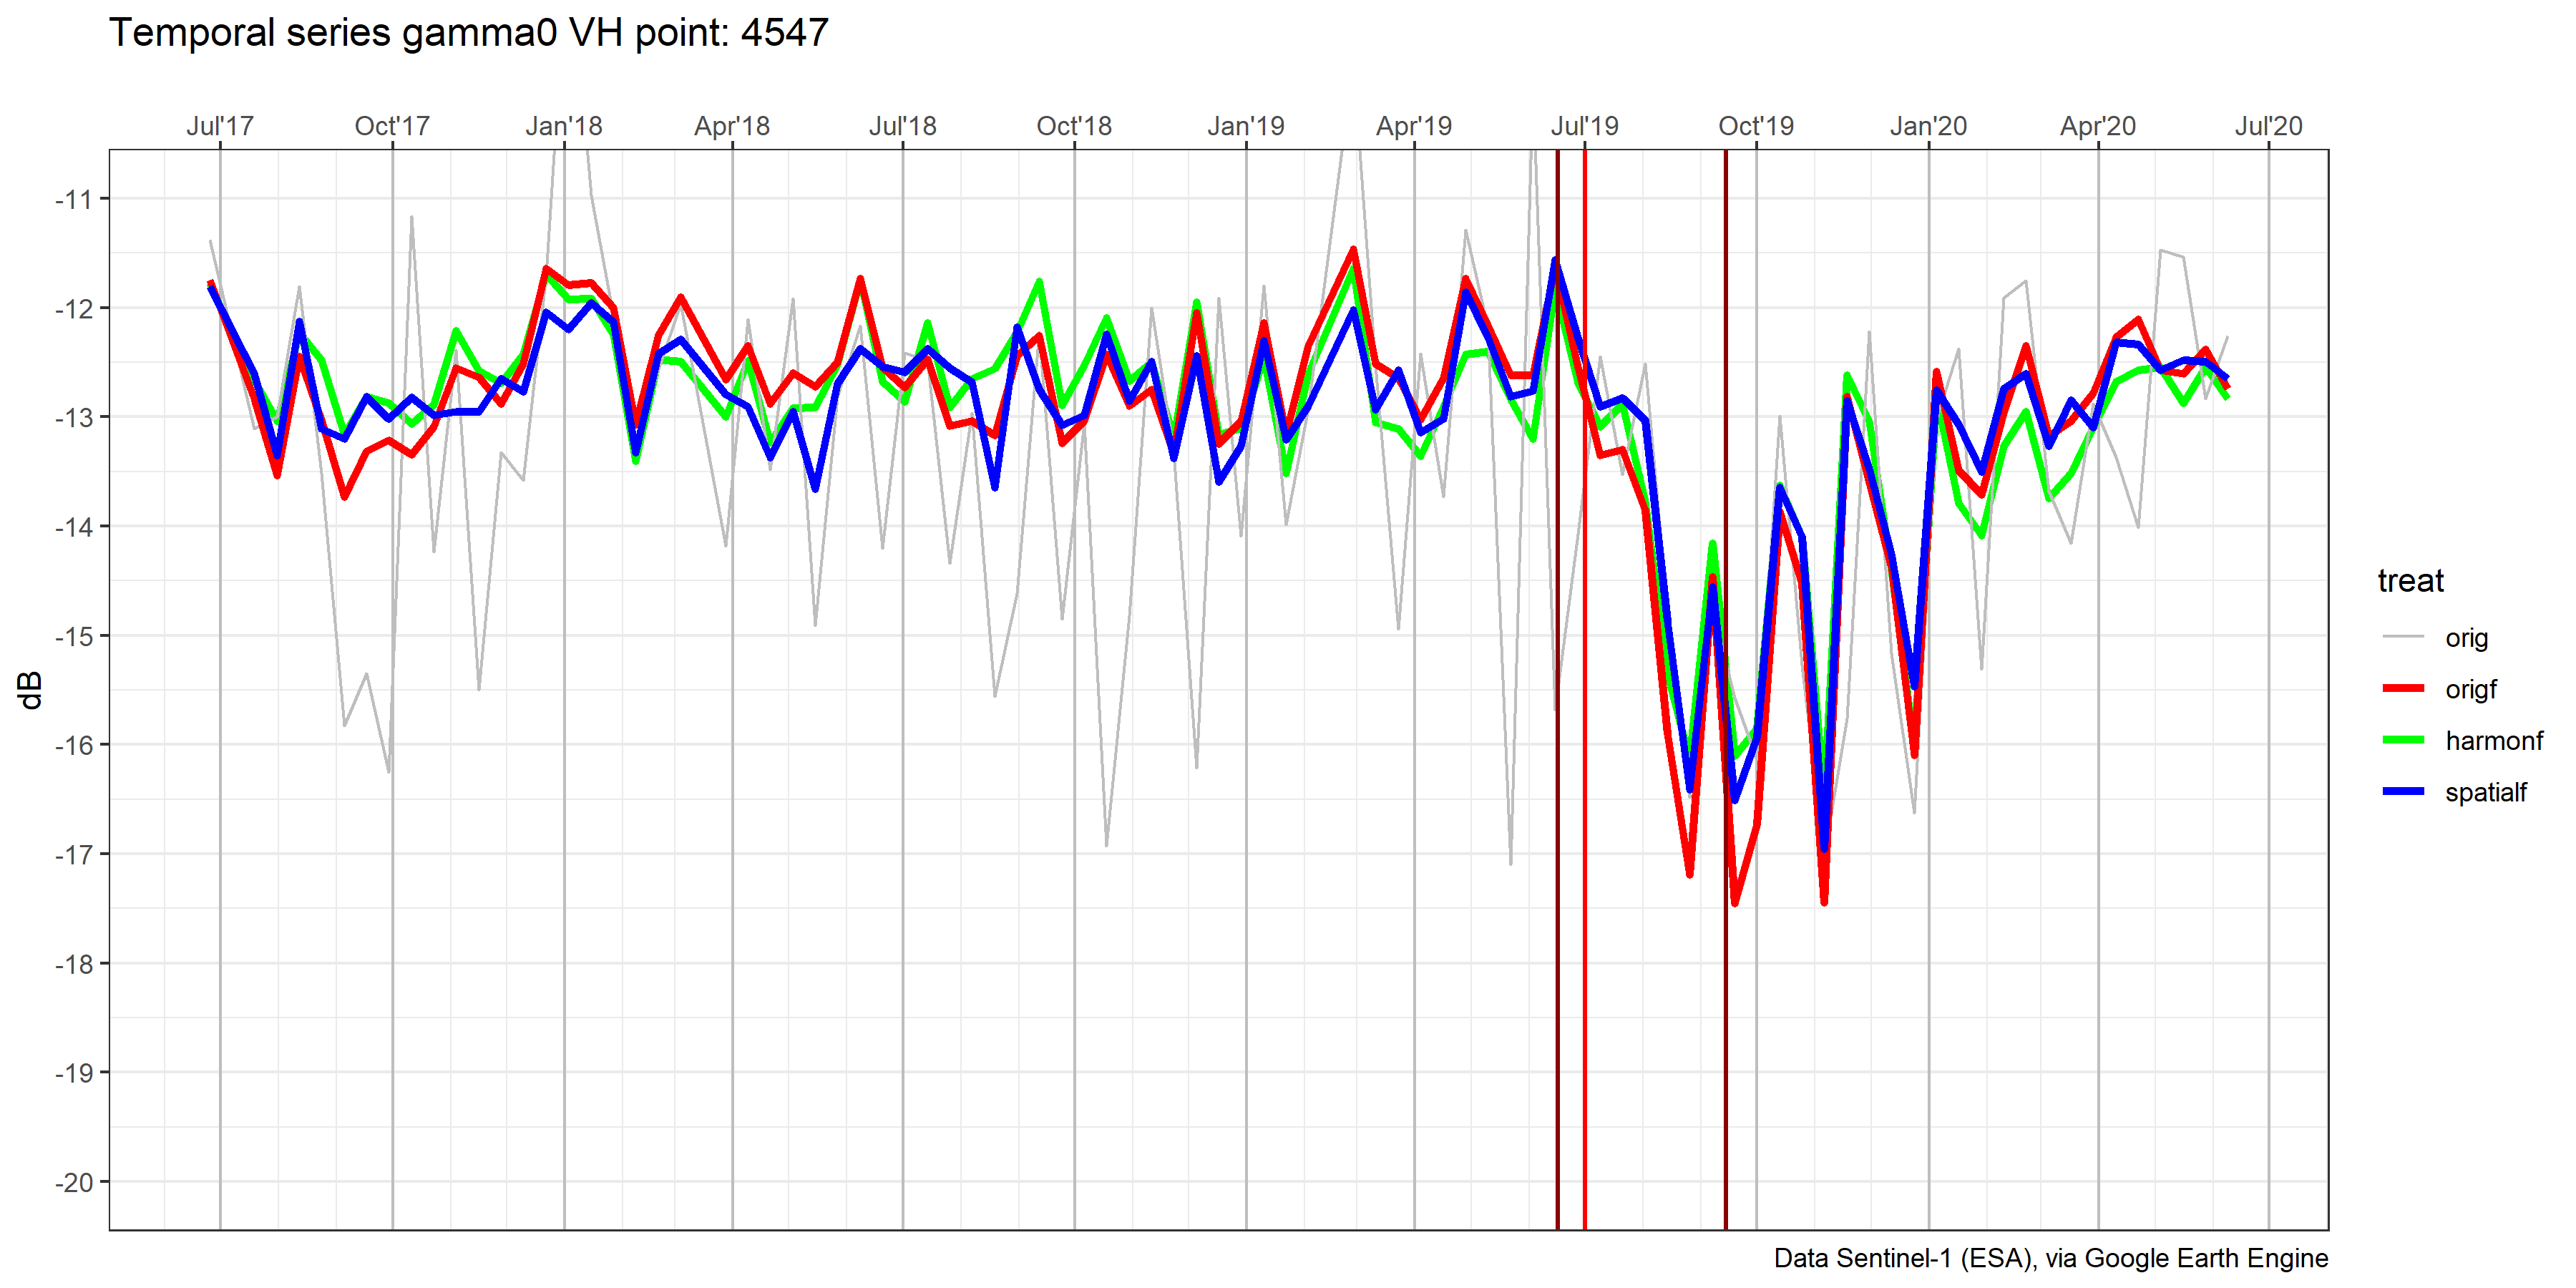 Temporal series gamma0 VH point: 4547
Jul'17 Oct'17 Jan'18 Apr'18 Jul'18 Oct'18 Jan'19 Apr'19 Jul'19 Oct'19 Jan'20 Apr'20 Jul'20
-11
-12
-13
-14
-15
-16
-17
-18
-19
-20
dB
treat
orig
origf
harmonf
spatialf
Data Sentinel-1 (ESA), via Google Earth Engine